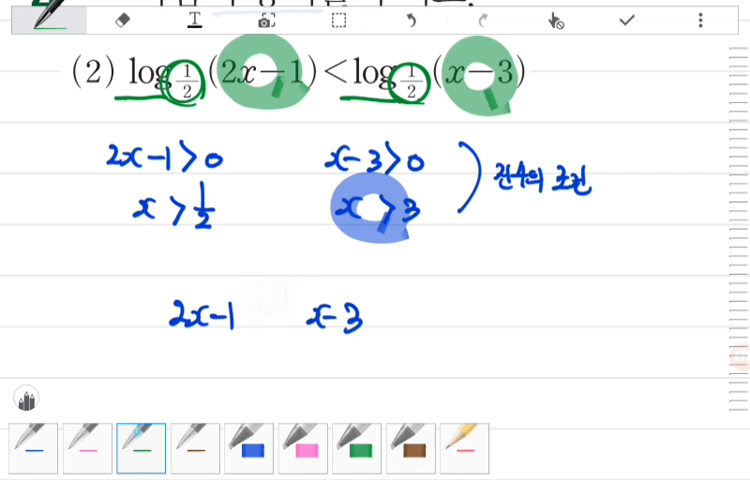 (2) log_{1/2}(2x-1)<log_{1/2}(x-3)
2x-1>0 x-3>0
x>1/2 x>3 진수의 조건
2x-1 x-3